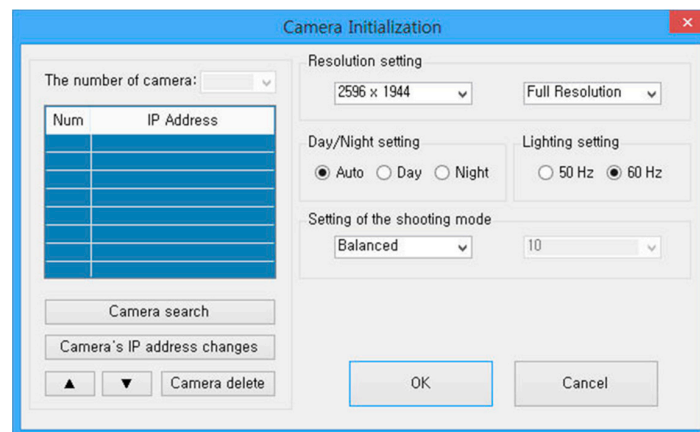 Camera Initialization
The number of camera:
Num IP Address
Camera search
Camera's IP address changes
▲ ▼ Camera delete
Resolution setting
2596 x 1944 Full Resolution
Day/Night setting
Auto Day Night
Lighting setting
50 Hz 60 Hz
Setting of the shooting mode
Balanced 10
OK Cancel